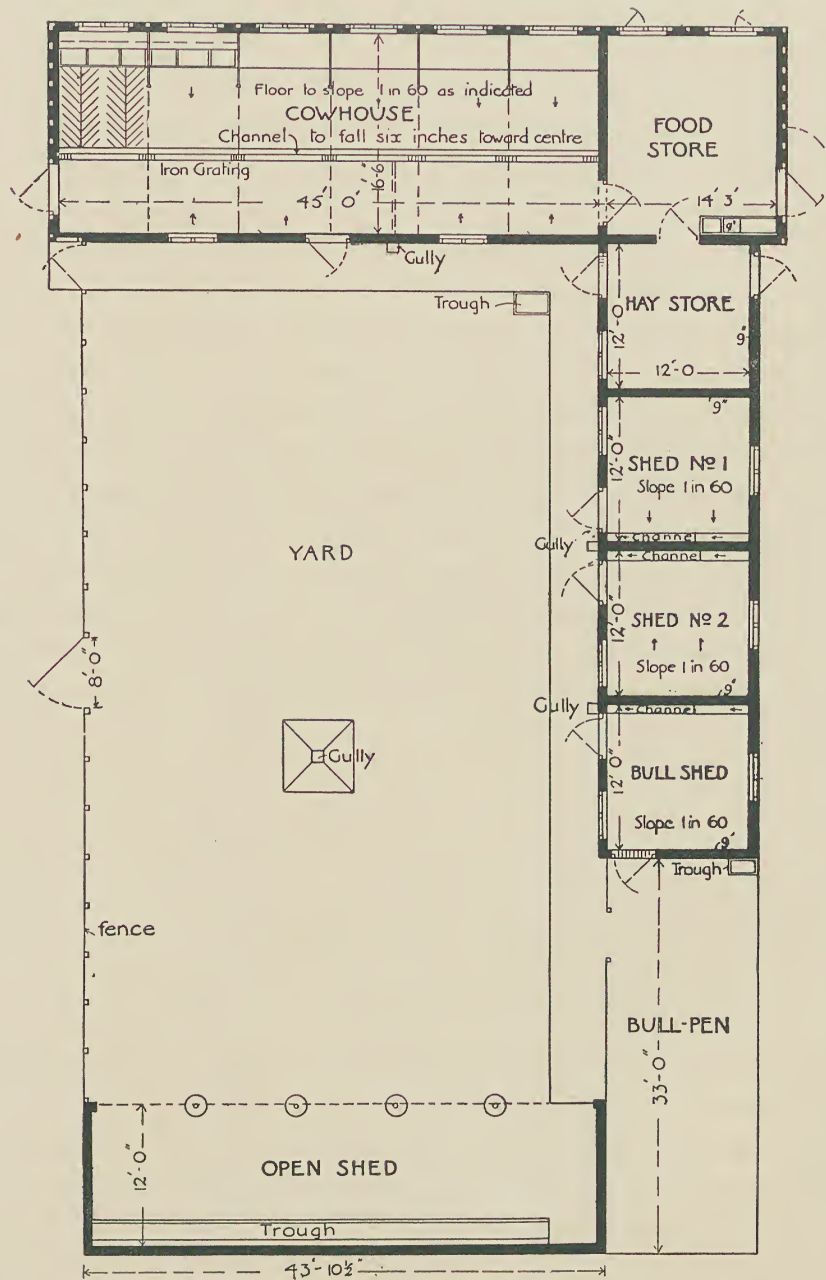 Floor to slope 1 in 60 as indicated
COWHOUSE
Channel to fall six inches toward centre
Iron Grating
45' 0"
16'-6"
FOOD
STORE
14' 3"
9"
Gully
Trough
HAY STORE
12'-0
12'-0
9"
9"
SHED Nº 1
Slope 1 in 60
12'-0"
Channel
Gully
Channel
YARD
SHED Nº 2
Slope 1 in 60
12'-0"
9"
8'-0"
Gully
Channel
Gully
BULL SHED
12' 0"
Slope 1 in 60
9'
Trough
fence
BULL-PEN
33'-0"
OPEN SHED
12'-0"
Trough
43'-10½"